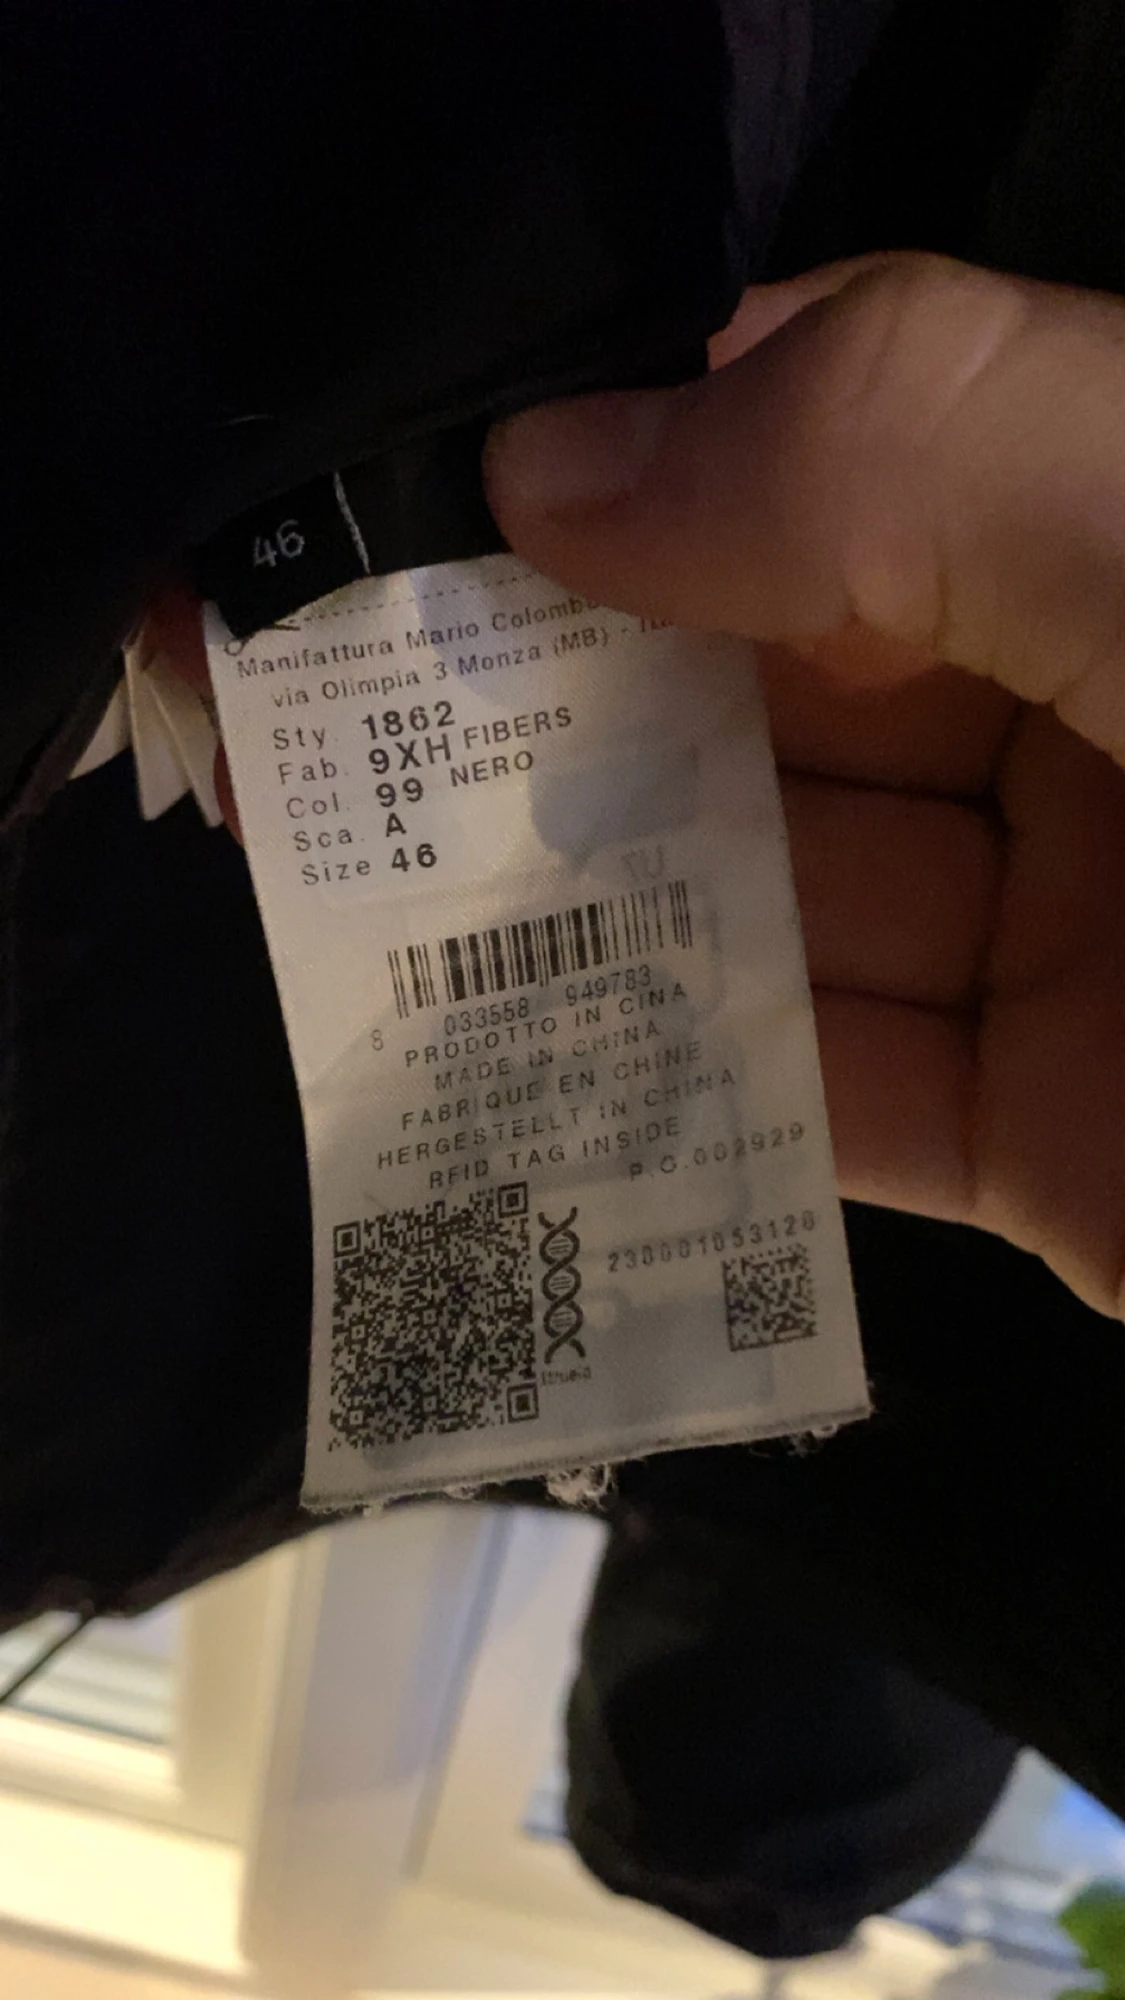 46
Manifattura Mario Colombo
via Olimpia 3 Monza (MB) -
Sty. 1862
Fab. 9XH FIBERS
Col. 99 NERO
Sca. A
Size 46
8 033558 949783
PRODOTTO IN CINA
MADE IN CHINA
FABRIQUE EN CHINE
HERGESTELLT IN CHINA
RFID TAG INSIDE
P.O.002929
230001053128